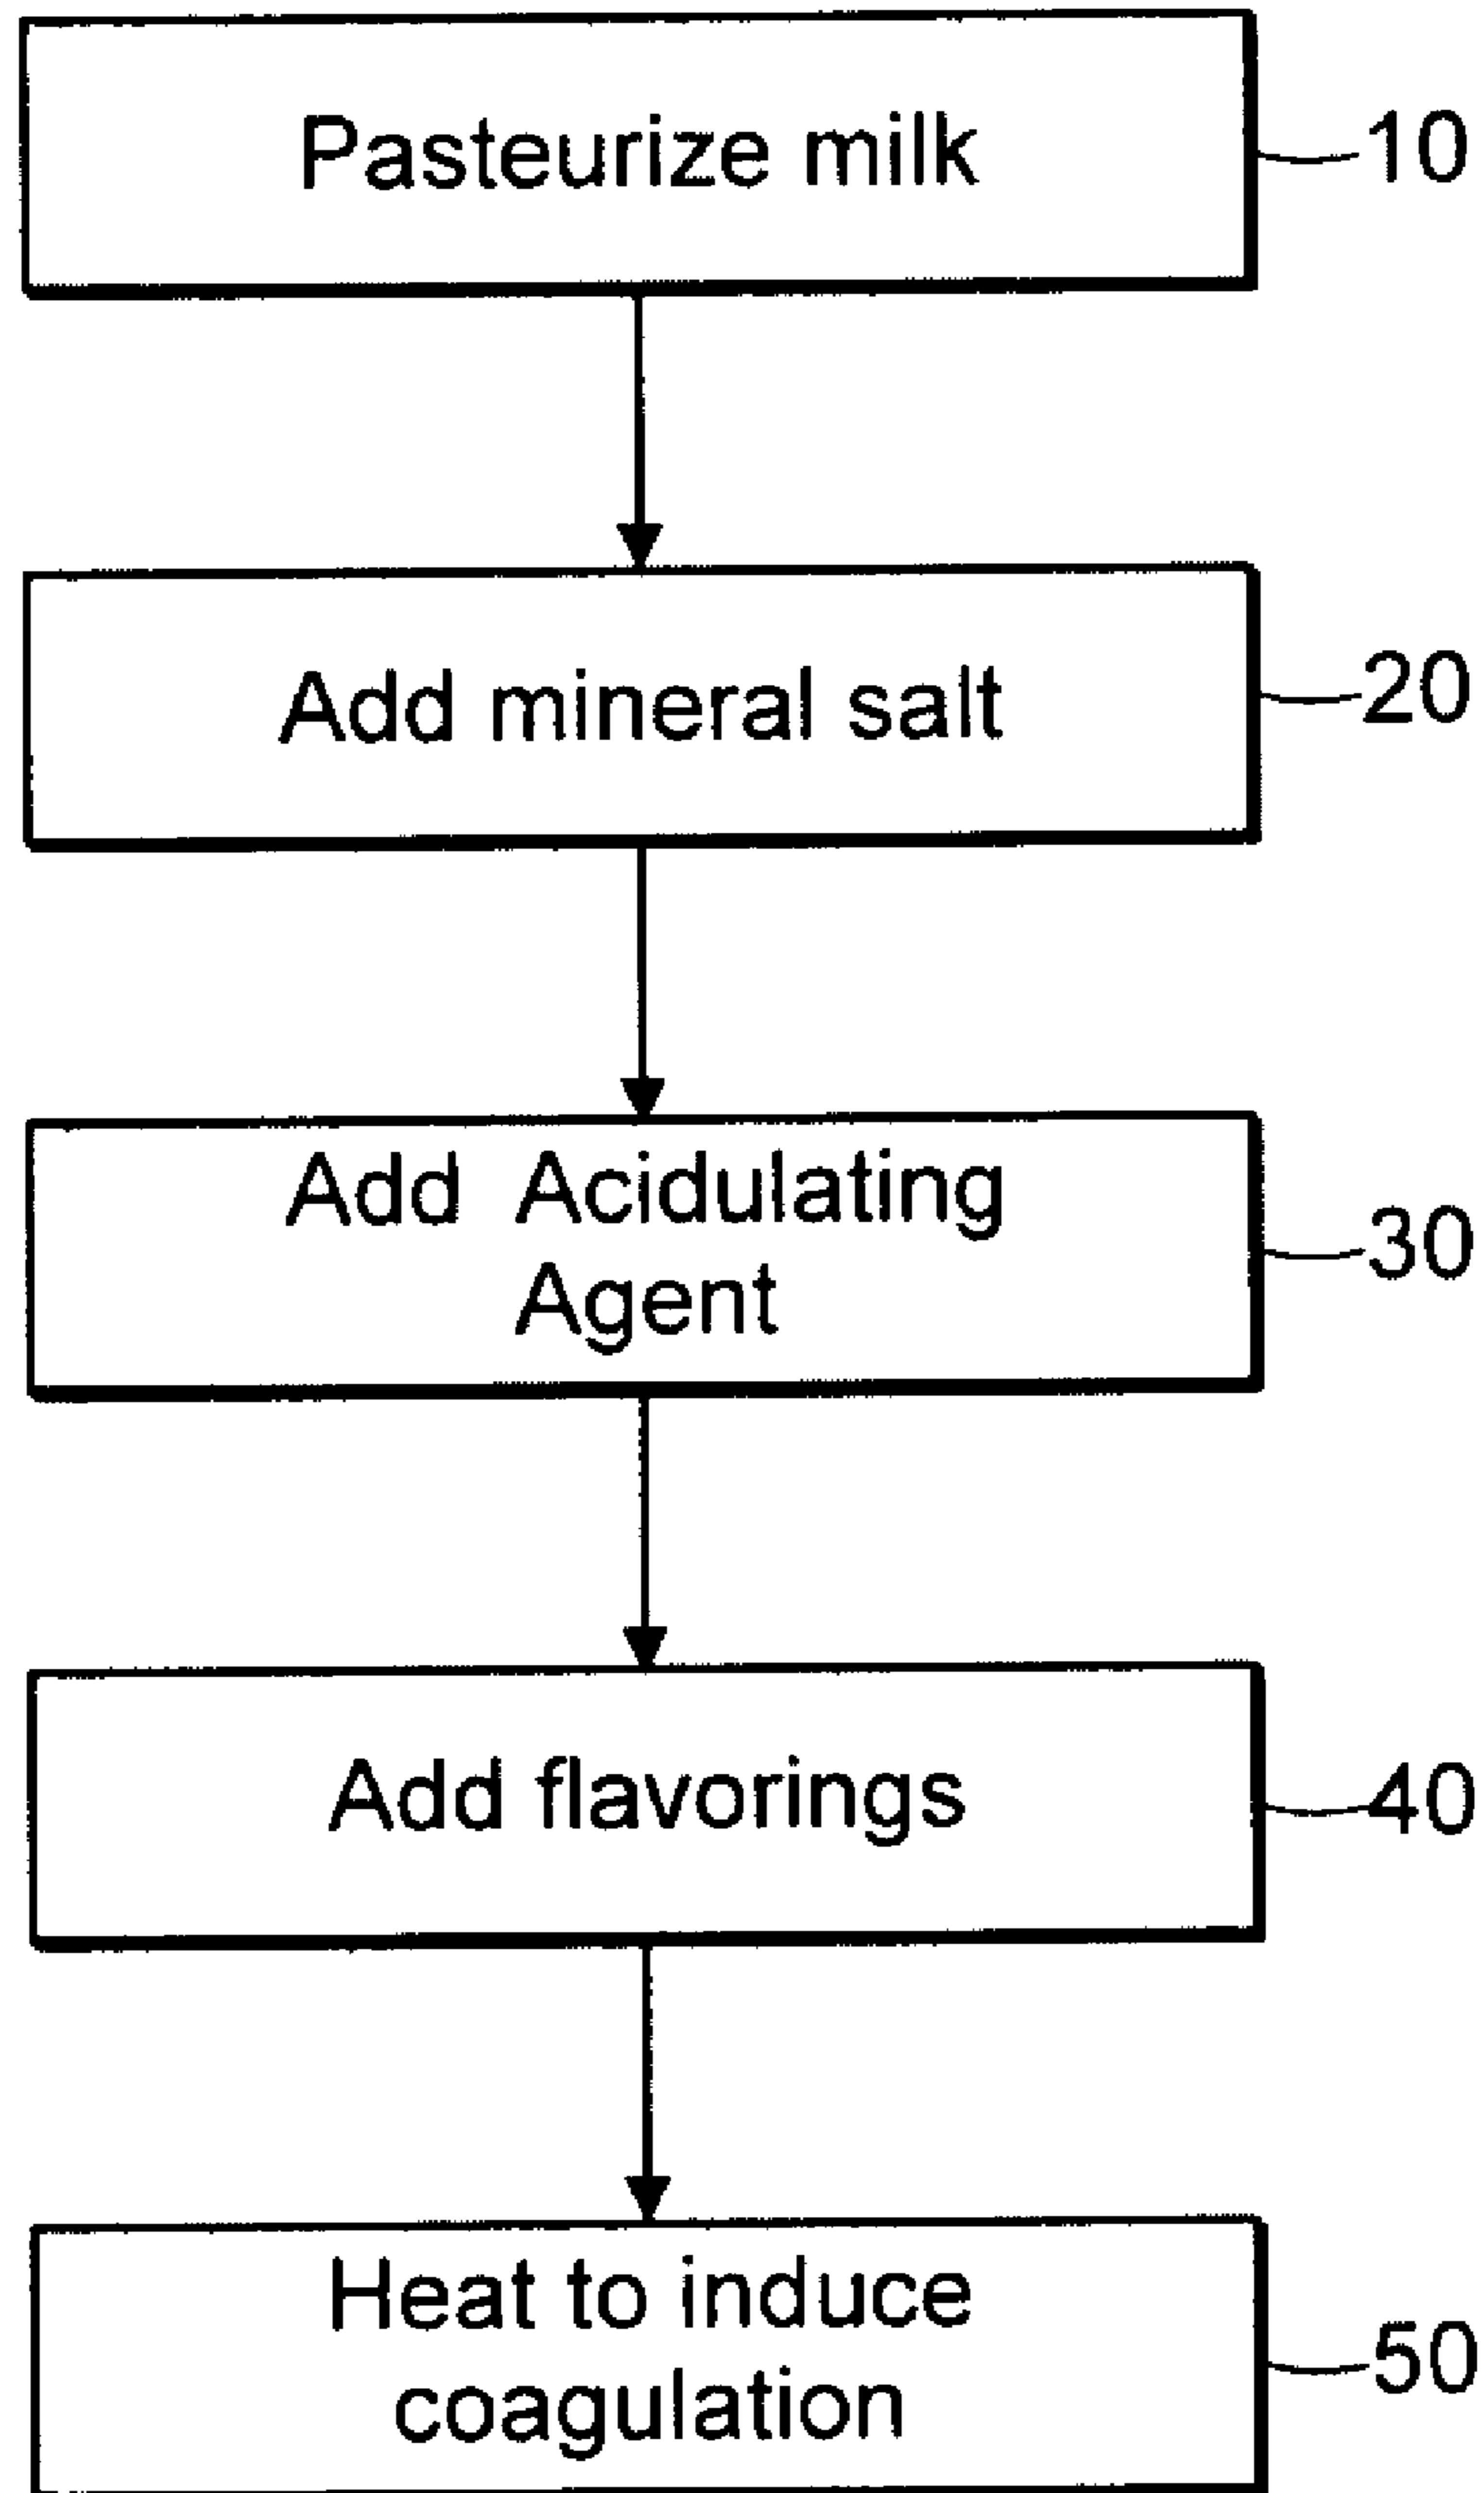 Pasteurize milk
10
Add mineral salt
20
Add Acidulating
Agent
30
Add flavorings
40
Heat to induce
coagulation
50